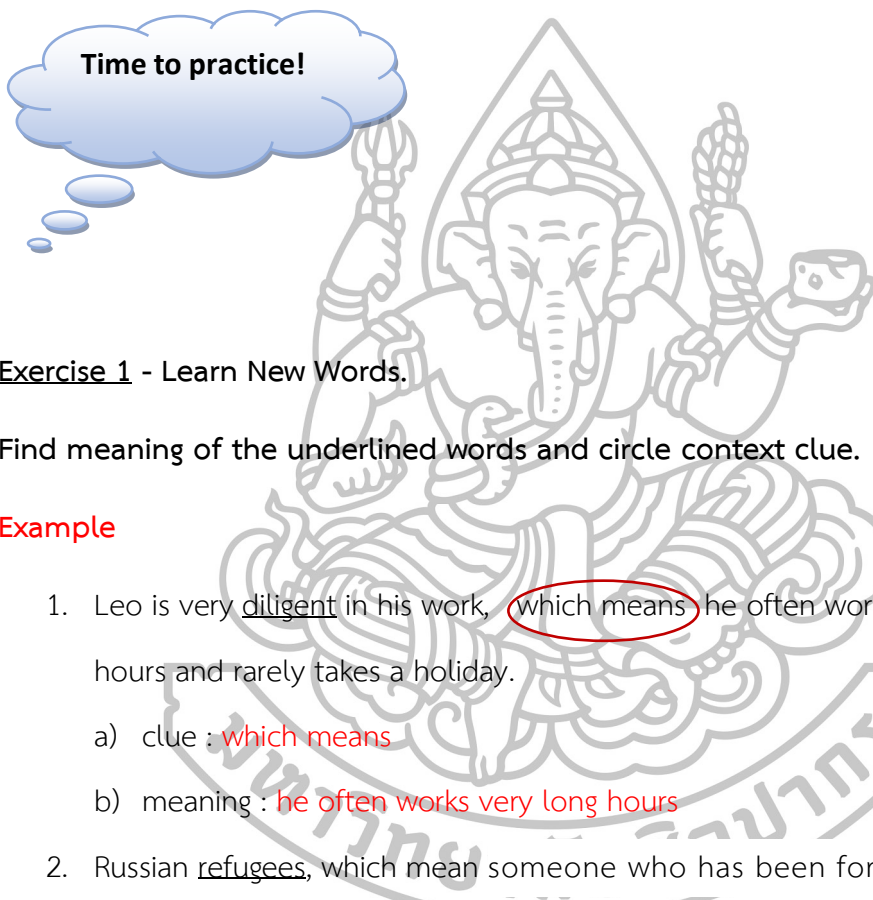 Time to practice!
Exercise 1 - Learn New Words.
Find meaning of the underlined words and circle context clue.
Example
1. Leo is very diligent in his work, which means he often wor
hours and rarely takes a holiday.
a) clue : which means
b) meaning : he often works very long hours
2. Russian refugees, which mean someone who has been for